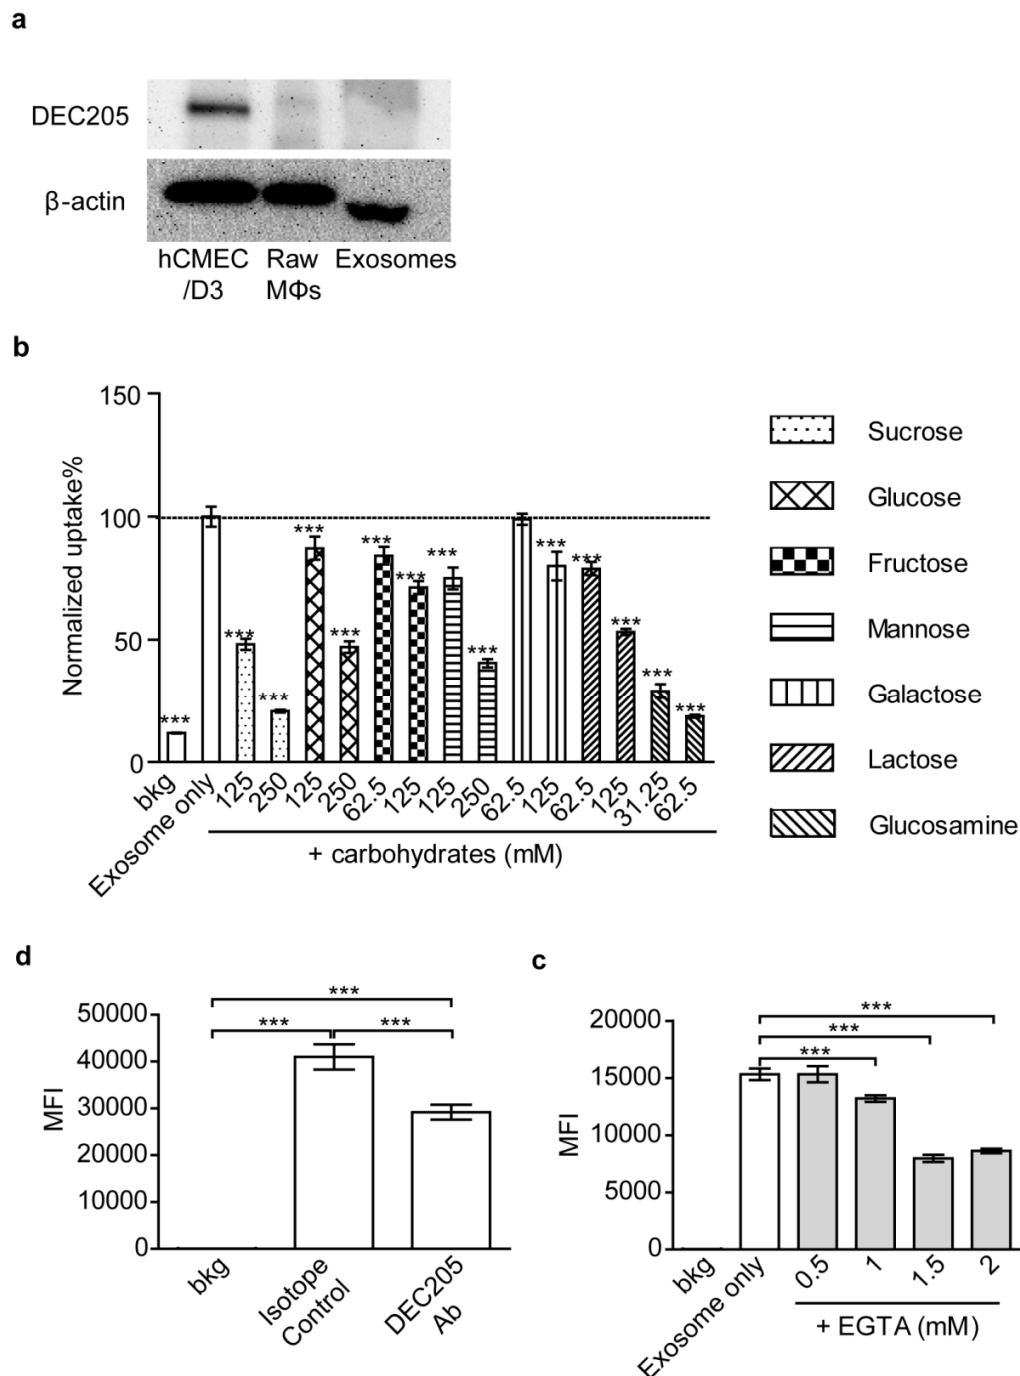 a
DEC205
β-actin
hCMEC Raw Exosomes
/D3 MΦs
b
150
100
50
0
Normalized uptake%
*** *** *** *** *** *** *** *** *** *** *** *** *** ***
bkg Exosome only 125 250 125 250 62.5 125 125 250 62.5 125 62.5 125 31.25 62.5
+ carbohydrates (mM)
Sucrose
Glucose
Fructose
Mannose
Galactose
Lactose
Glucosamine
d
50000
40000
30000
20000
10000
0
MFI
***
*** ***
bkg Isotope Control DEC205 Ab
c
20000
15000
10000
5000
0
MFI
***
***
***
bkg Exosome only 0.5 1 1.5 2
+ EGTA (mM)